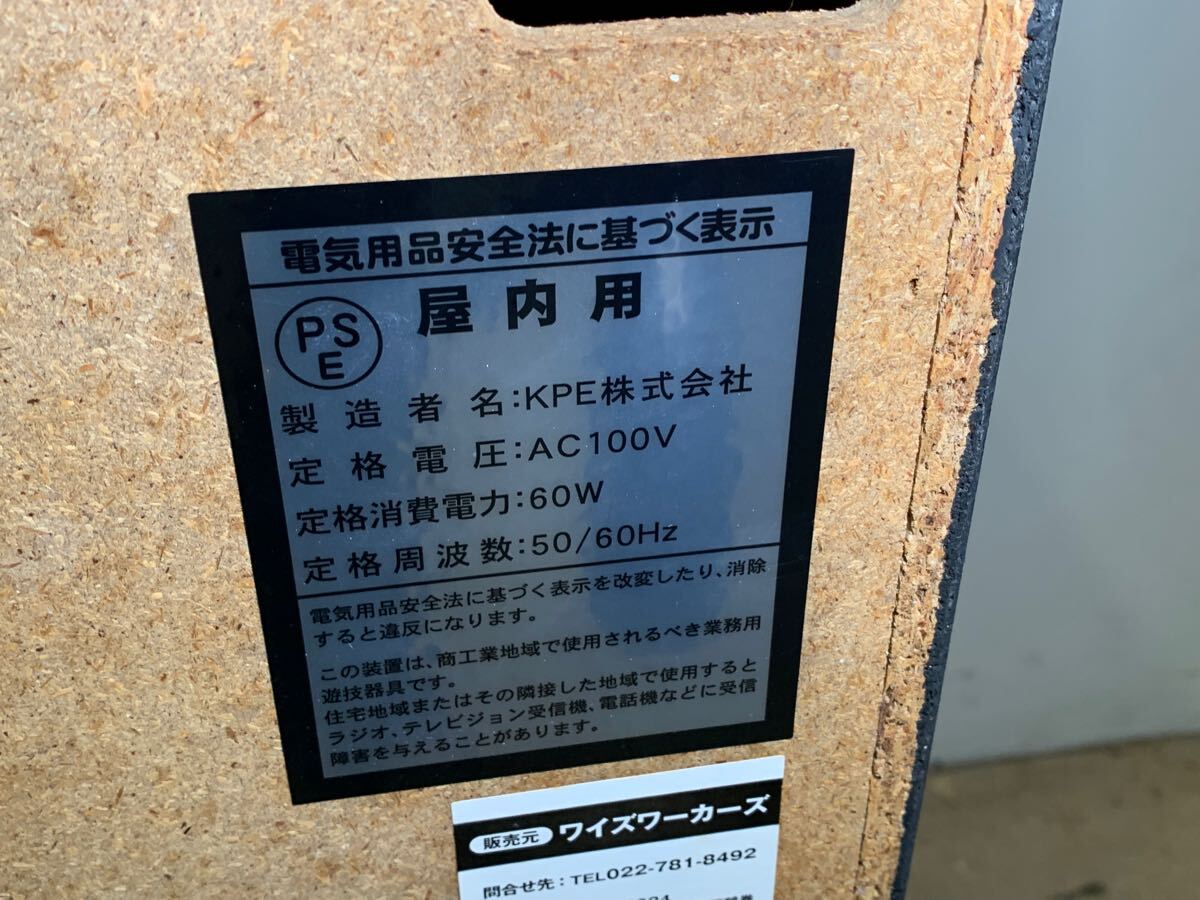 電気用品安全法に基づく表示
PS
E
屋内用
製造者名:KPE株式会社
定格電圧:AC100V
定格消費電力:60W
定格周波数:50/60Hz
電気用品安全法に基づく表示を改変したり、消除
すると違反になります。
この装置は、商工業地域で使用されるべき業務用
遊技器具です。
住宅地域またはその隣接した地域で使用すると
ラジオ、テレビジョン受信機、電話機などに受信
障害を与えることがあります。
販売元 ワイズワーカーズ
問合せ先:TEL022-781-8492